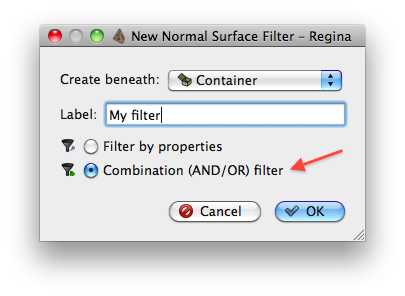 New Normal Surface Filter – Regina
Create beneath: Container
Label: My filter
Filter by properties
Combination (AND/OR) filter
Cancel OK